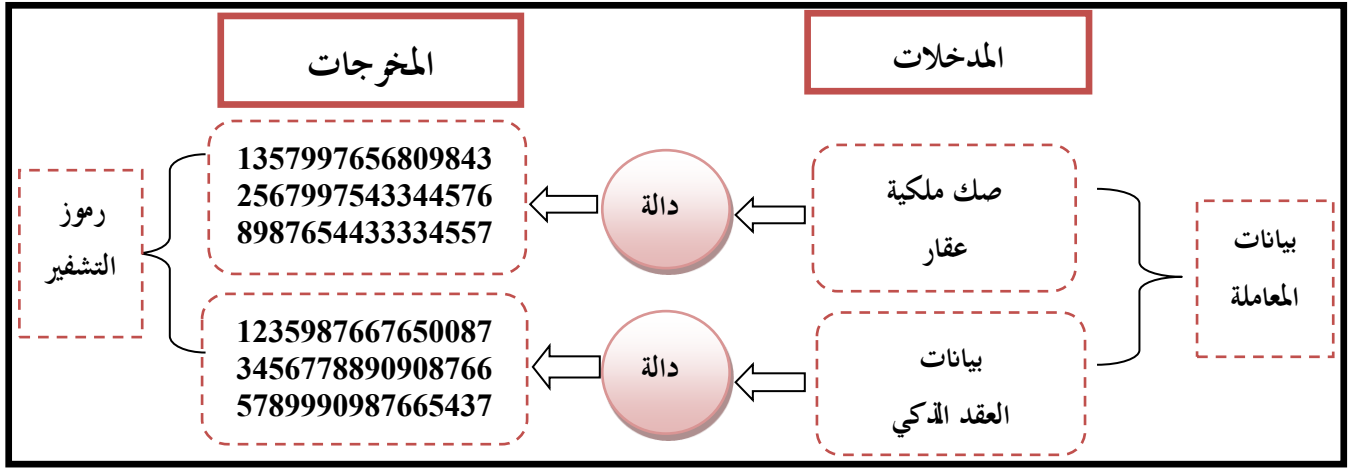 المدخلات
المخرجات
بيانات
المعاملة
صك ملكية
عقار
دالة
1357997656809843
2567997543344576
8987654433334557
بيانات
العقد الذكي
دالة
1235987667650087
3456778890908766
5789990987665437
رموز
التشفير